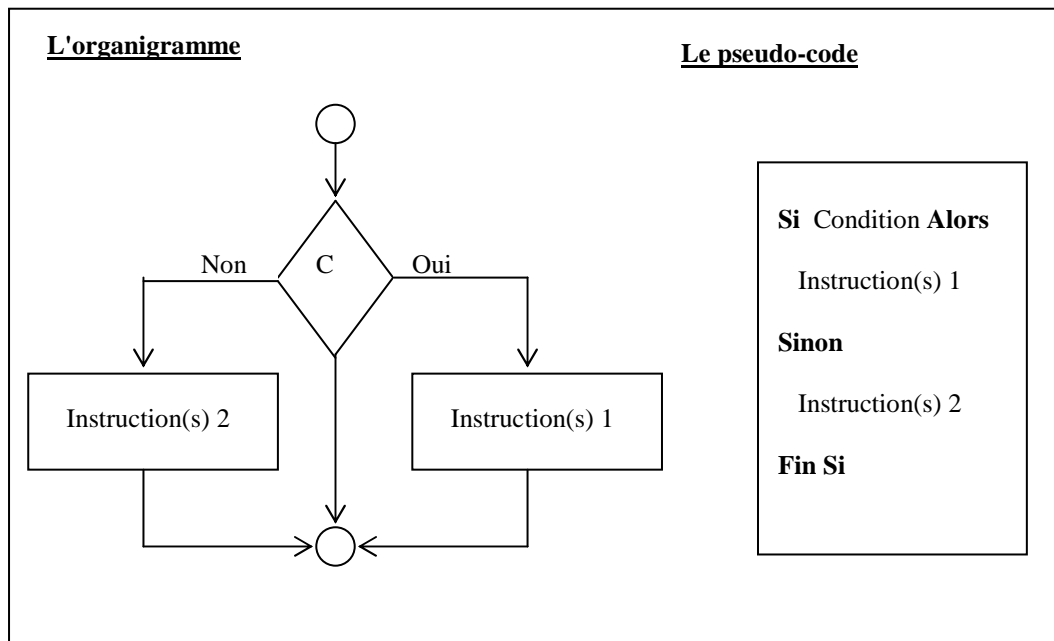 L'organigramme
Le pseudo-code
Non
C
Oui
Instruction(s) 2
Instruction(s) 1
Si Condition Alors
Instruction(s) 1
Sinon
Instruction(s) 2
Fin Si